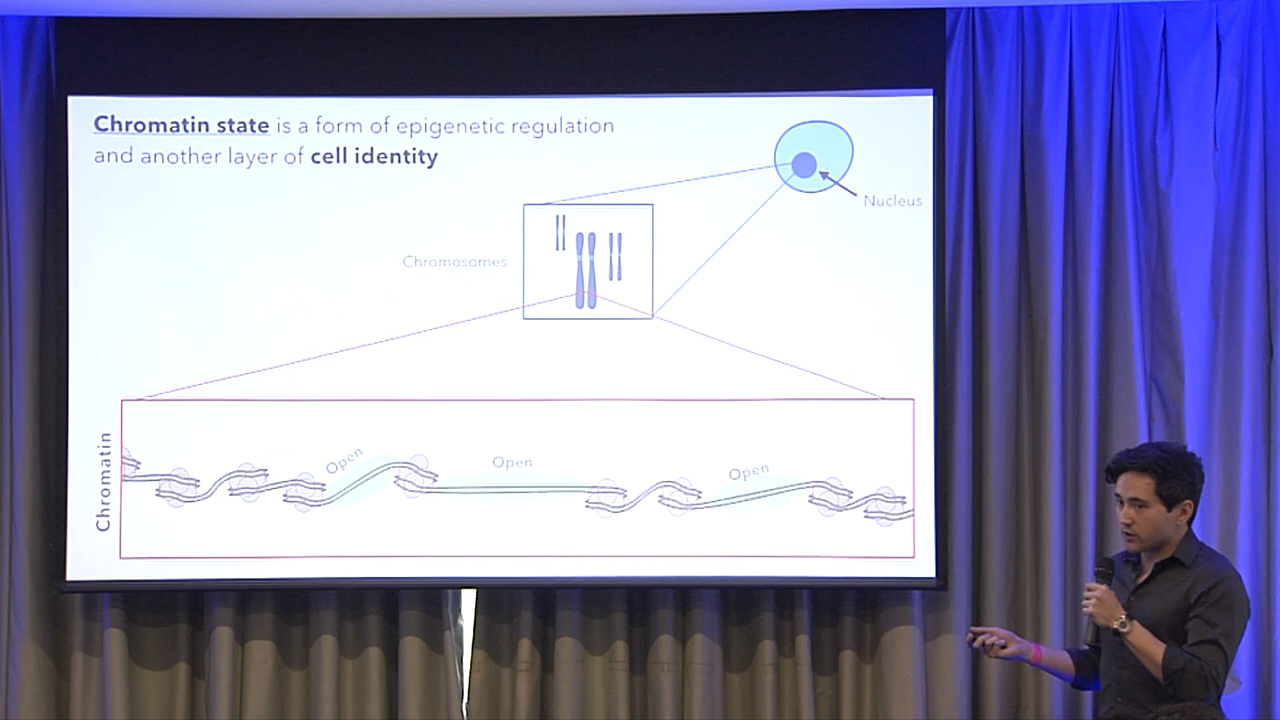 Chromatin state is a form of epigenetic regulation
and another layer of cell identity
Nucleus
Chromosomes
Chromatin
Open
Open
Open